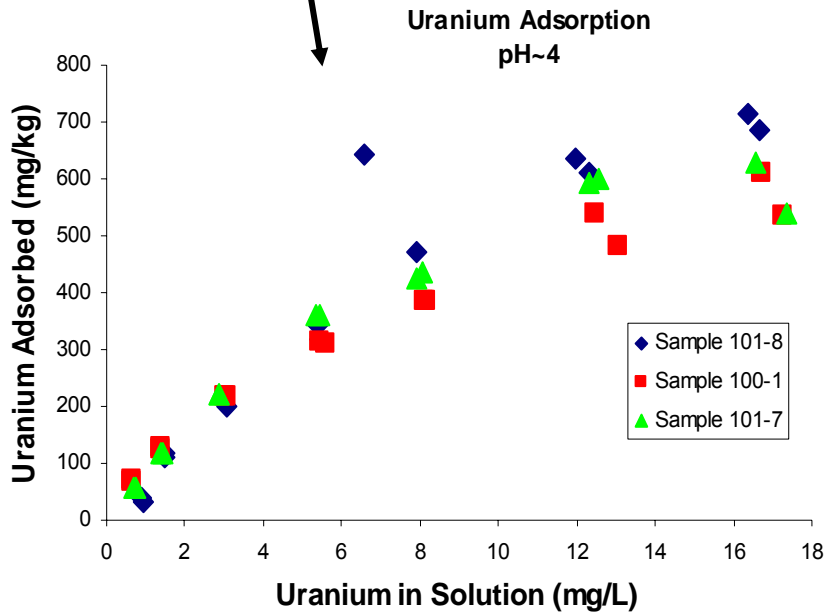 Uranium Adsorption
pH~4
Uranium Adsorbed (mg/kg)
800
700
600
500
400
300
200
100
0
0 2 4 6 8 10 12 14 16 18
Uranium in Solution (mg/L)
Sample 101-8
Sample 100-1
Sample 101-7